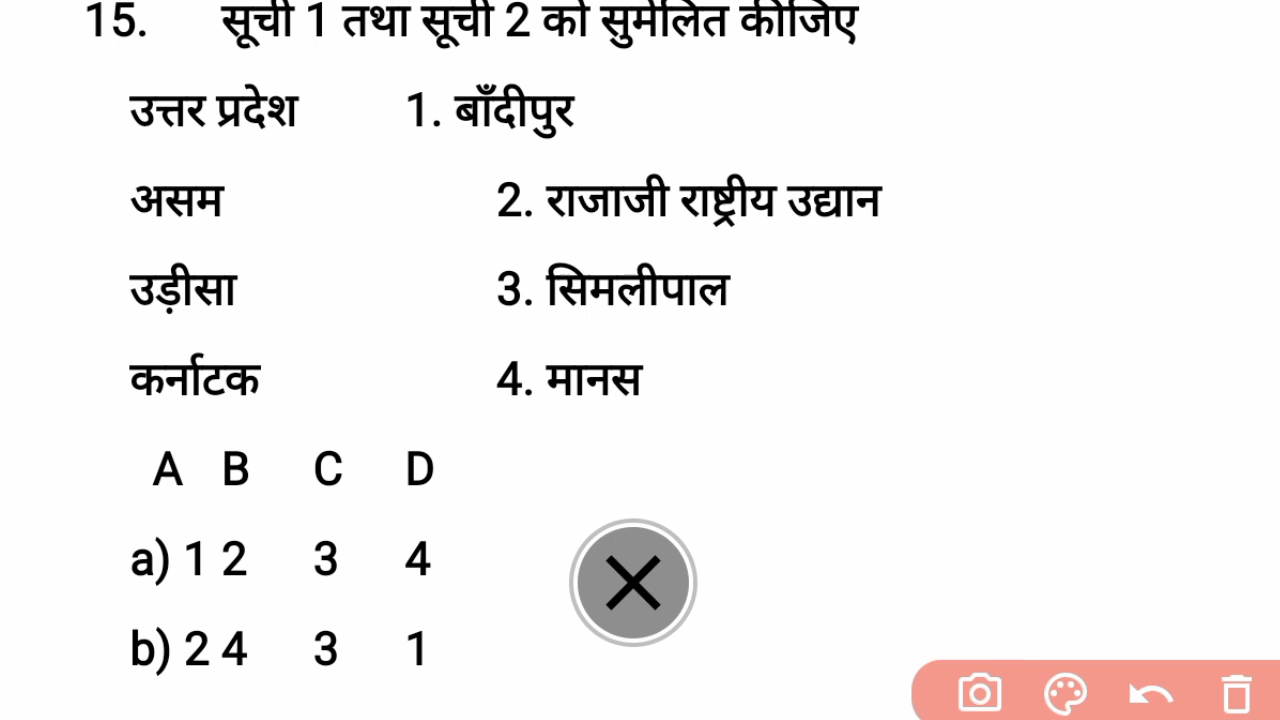 15. सूची 1 तथा सूची 2 को सुमेलित कीजिए
उत्तर प्रदेश 1. बाँदीपुर
असम 2. राजाजी राष्ट्रीय उद्यान
उड़ीसा 3. सिमलीपाल
कर्नाटक 4. मानस
A B C D
a) 1 2 3 4
b) 2 4 3 1